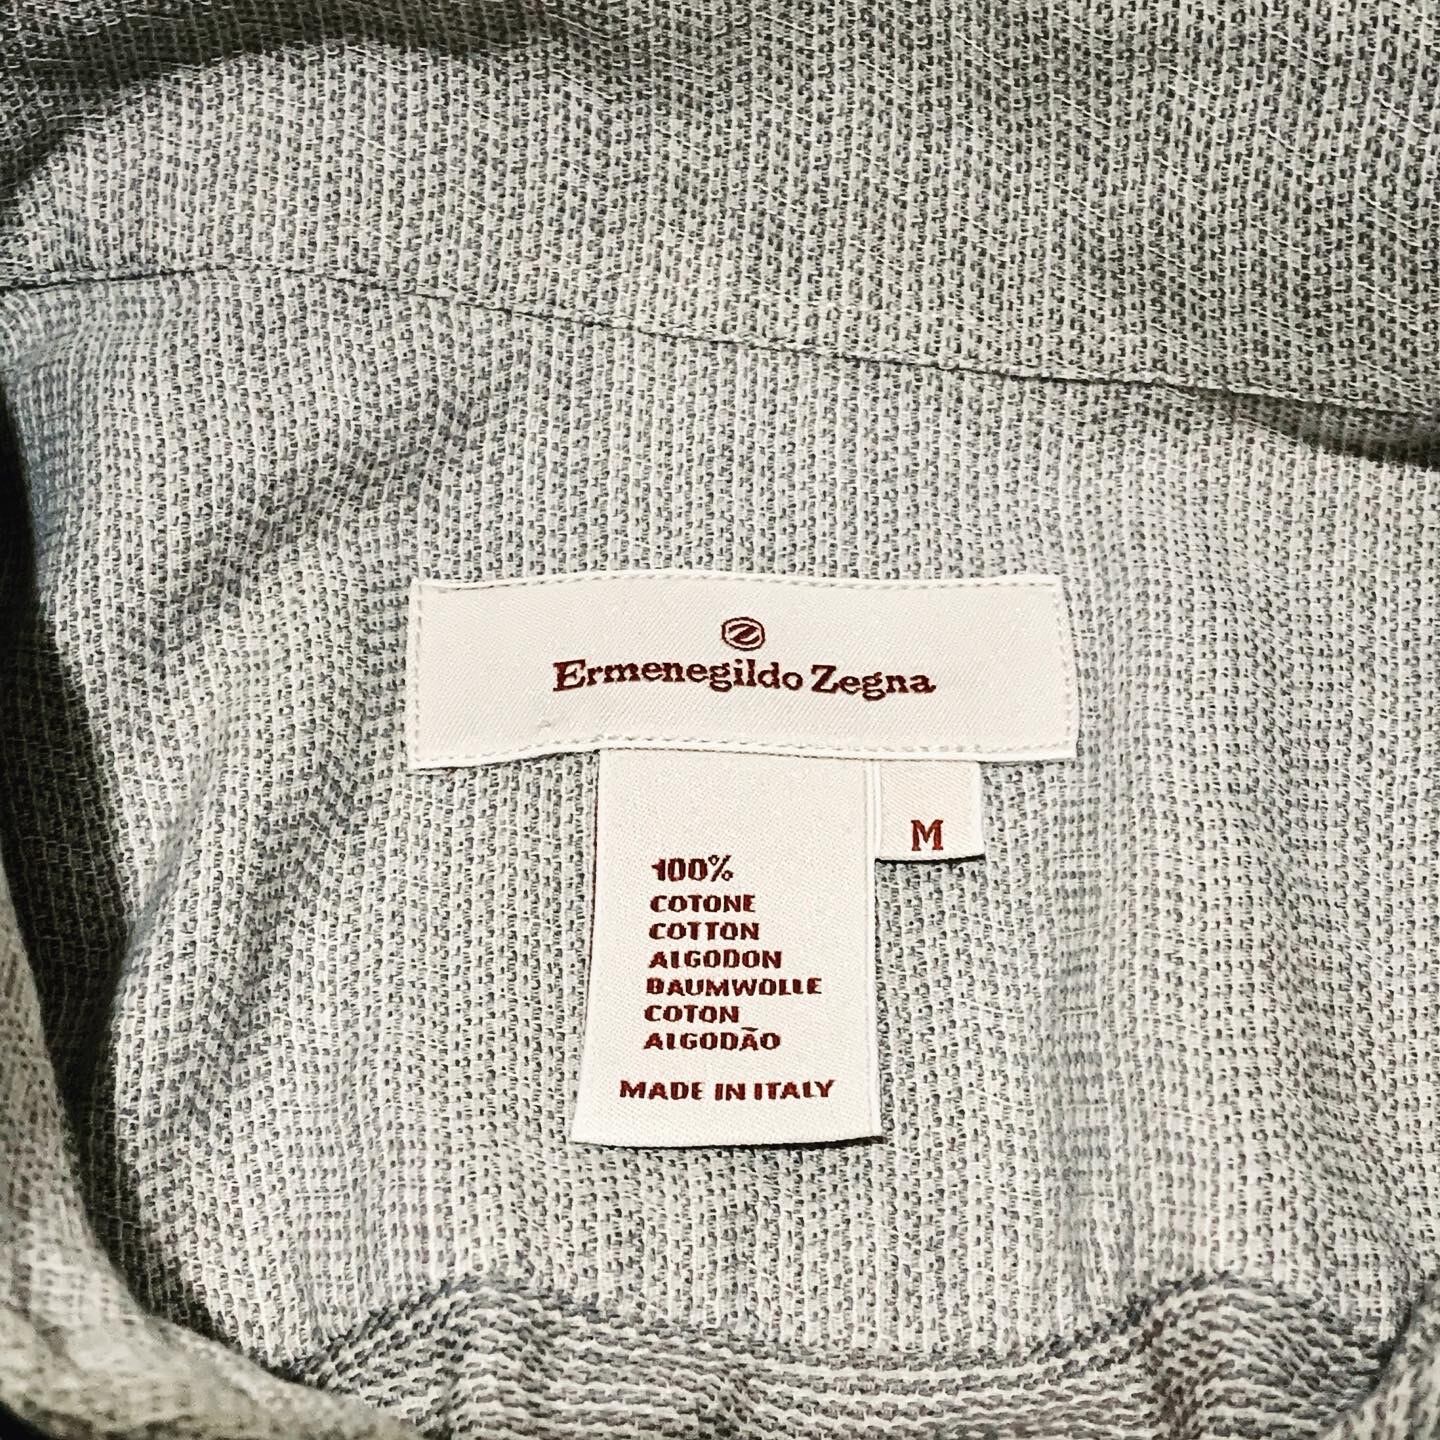 Z
Ermenegildo Zegna
M
100%
COTONE
COTTON
ALGODON
BAUMWOLLE
COTON
ALGODÃO
MADE IN ITALY